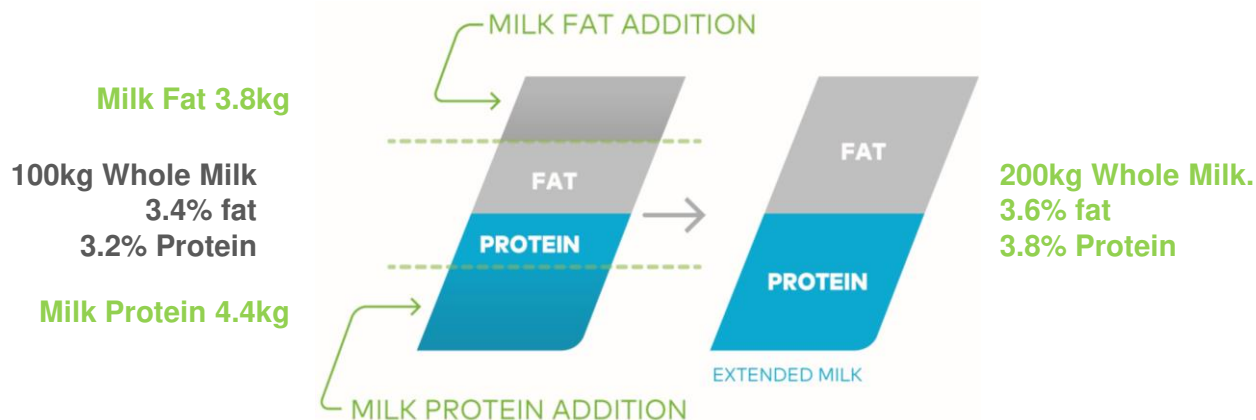 MILK FAT ADDITION
Milk Fat 3.8kg
100kg Whole Milk
3.4% fat
3.2% Protein
Milk Protein 4.4kg
FAT
PROTEIN
MILK PROTEIN ADDITION
FAT
PROTEIN
EXTENDED MILK
200kg Whole Milk.
3.6% fat
3.8% Protein